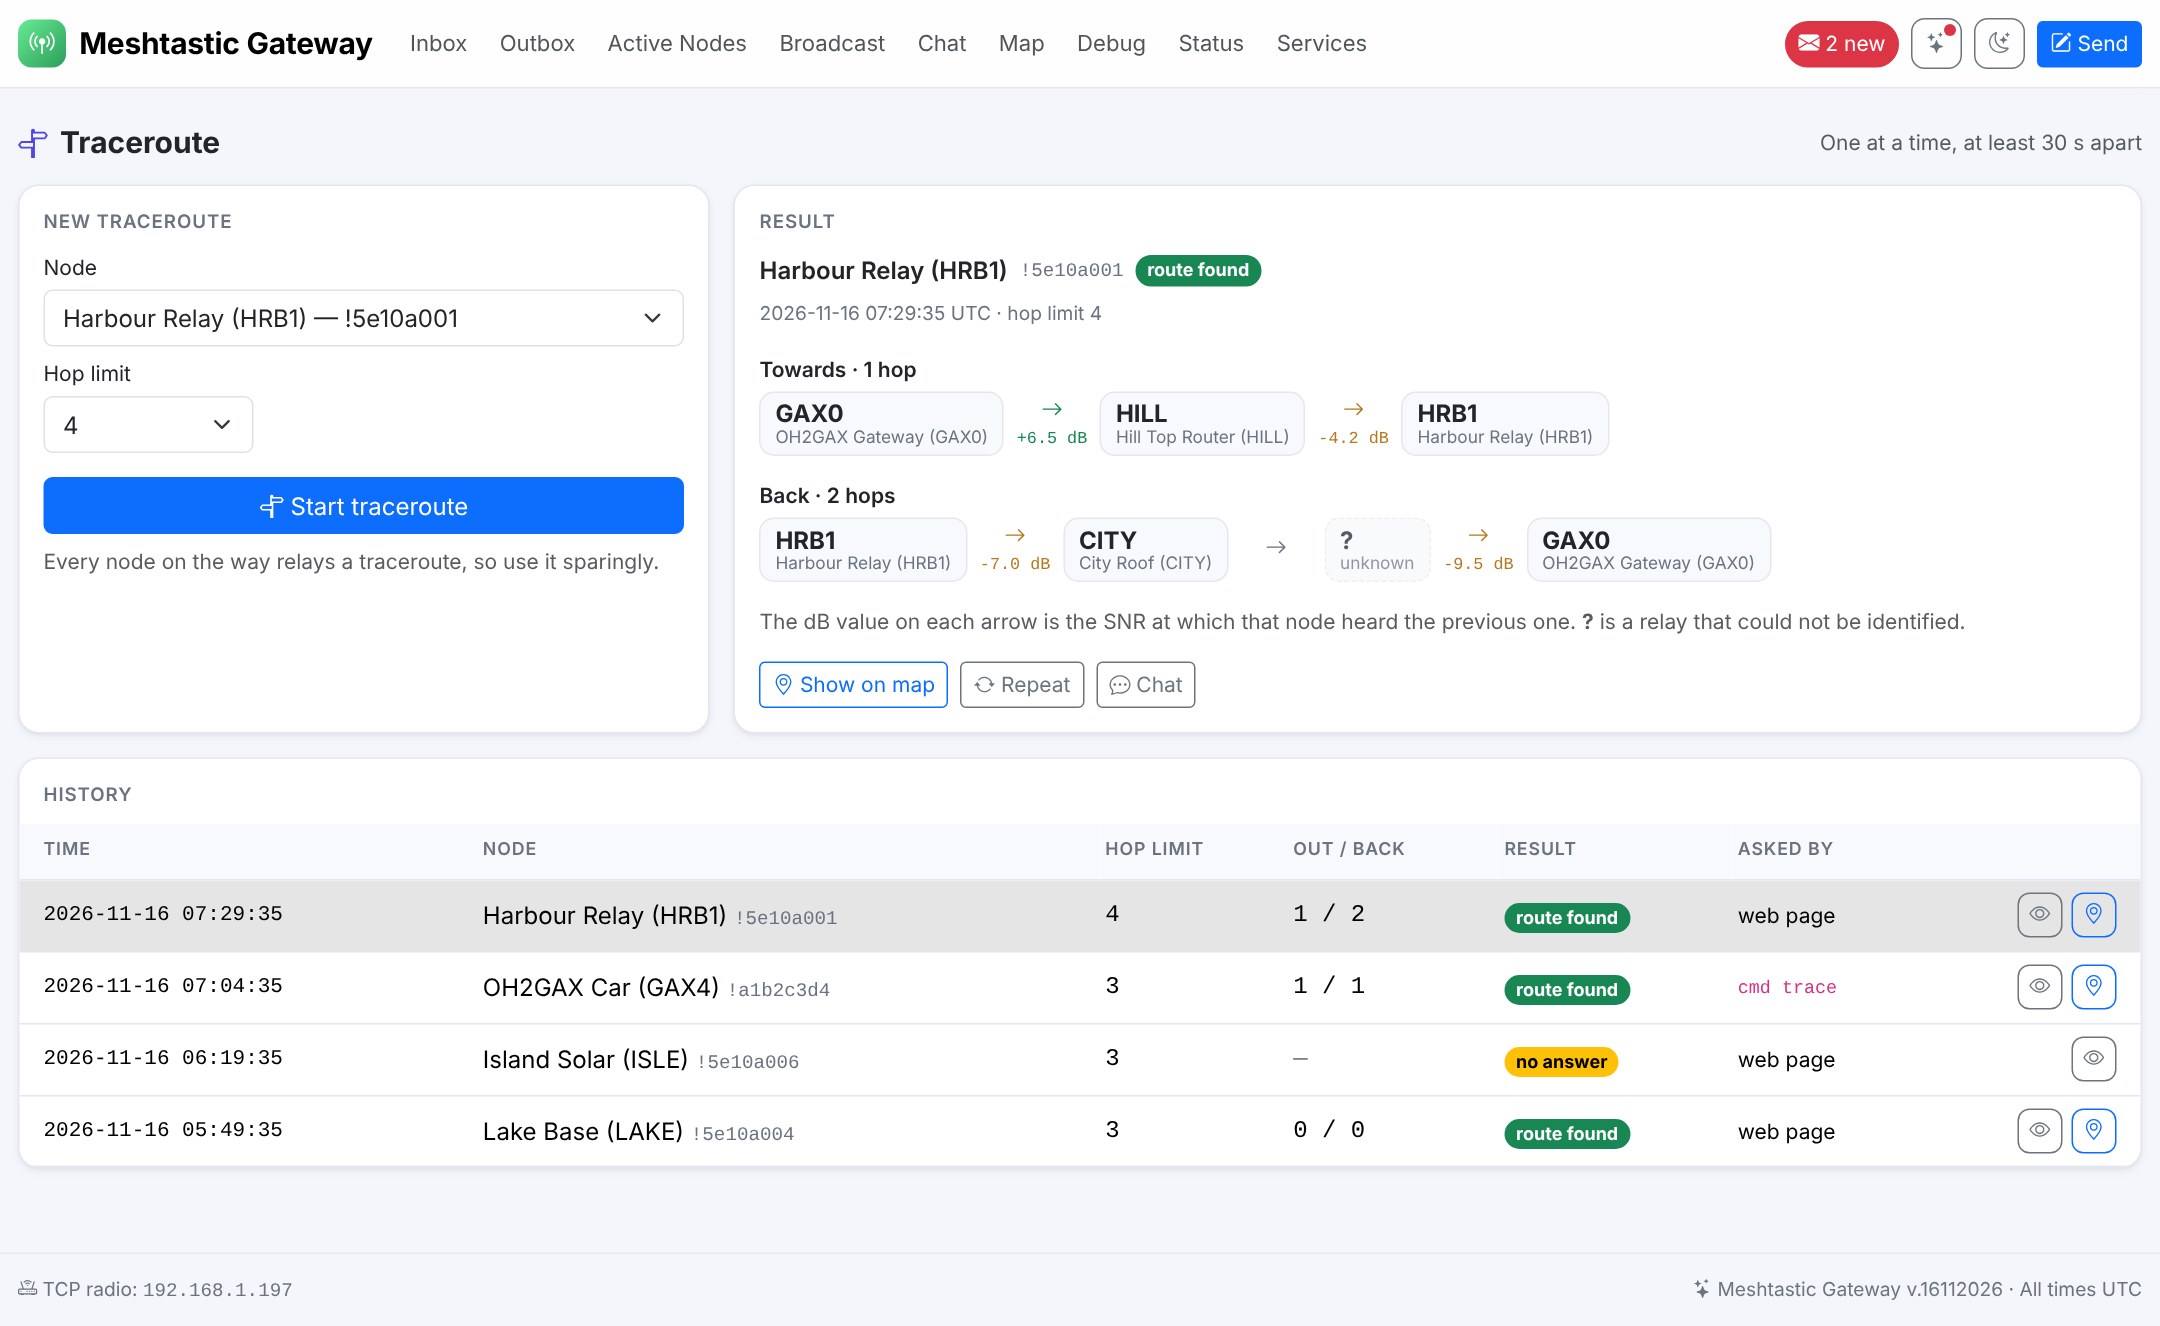 Meshtastic Gateway Inbox Outbox Active Nodes Broadcast Chat Map Debug Status Services 2 new Send
Traceroute
One at a time, at least 30 s apart
NEW TRACEROUTE
Node
Harbour Relay (HRB1) — !5e10a001
Hop limit
4
Start traceroute
Every node on the way relays a traceroute, so use it sparingly.
RESULT
Harbour Relay (HRB1) !5e10a001 route found
2026-11-16 07:29:35 UTC · hop limit 4
Towards · 1 hop
GAX0 → HILL → HRB1
OH2GAX Gateway (GAX0) +6.5 dB Hill Top Router (HILL) -4.2 dB Harbour Relay (HRB1)
Back · 2 hops
HRB1 → CITY → ? → GAX0
Harbour Relay (HRB1) -7.0 dB City Roof (CITY) unknown -9.5 dB OH2GAX Gateway (GAX0)
The dB value on each arrow is the SNR at which that node heard the previous one. ? is a relay that could not be identified.
Show on map Repeat Chat
HISTORY
TIME NODE HOP LIMIT OUT / BACK RESULT ASKED BY
2026-11-16 07:29:35 Harbour Relay (HRB1) !5e10a001 4 1 / 2 route found web page
2026-11-16 07:04:35 OH2GAX Car (GAX4) !a1b2c3d4 3 1 / 1 route found cmd trace
2026-11-16 06:19:35 Island Solar (ISLE) !5e10a006 3 — no answer web page
2026-11-16 05:49:35 Lake Base (LAKE) !5e10a004 3 0 / 0 route found web page
TCP radio: 192.168.1.197
Meshtastic Gateway v.16112026 · All times UTC